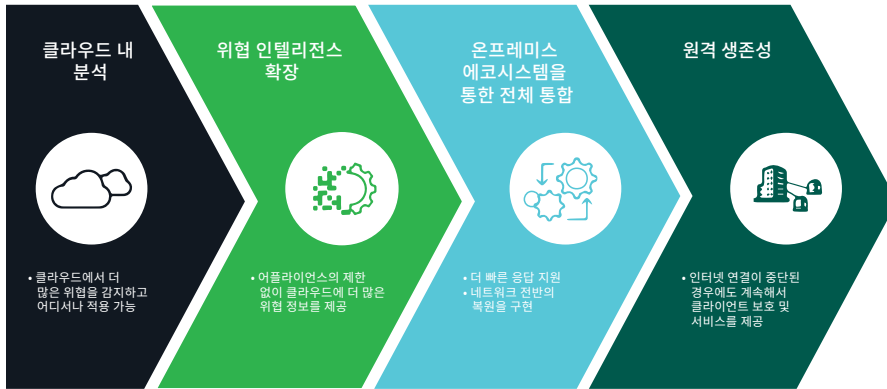 클라우드 내
분석
위협 인텔리전스
확장
온프레미스
에코시스템을
통한 전체 통합
원격 생존성
• 클라우드에서 더
많은 위협을 감지하고
어디서나 적용 가능
• 어플라이언스의 제한
없이 클라우드에 더 많은
위협 정보를 제공
• 더 빠른 응답 지원
• 네트워크 전반의
복원을 구현
• 인터넷 연결이 중단된
경우에도 계속해서
클라이언트 보호 및
서비스를 제공